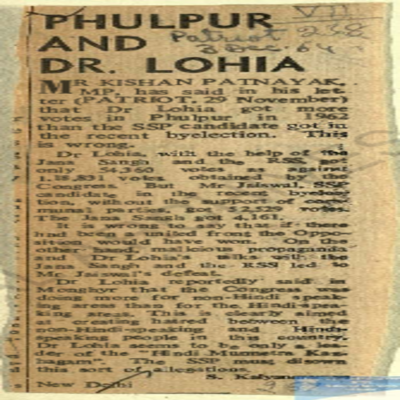 PHULPUR
AND Patriot
DR. LOHIA 3 Dec. 64
MR KISHAN PATNAYAK,
MP, has said in his let-
ter (PATRIOT, 29 November)
that Dr Lohia got more
votes in Phulpur in 1962
than the SSP candidate got in
the recent byelection. This
is wrong.
Dr Lohia, with the help of the
Jana Sangh and the RSS, got
only 54,360 votes as against
1,18,931 votes obtained by the
Congress. But Mr Jaiswal, SSP
candidate in the recent byelec-
tion, without the support of com-
munal parties, got votes.
The Jana Sangh got 4,161.
It is wrong to say that if there
had been a united front the Oppo-
sition would have won. On the
other hand, malicious propaganda
and Dr Lohia's talks with the
Jana Sangh and the RSS led to
Mr Jaiswal's defeat.
Dr Lohia reportedly said in
Monghyr that the Congress was
doing more for non-Hindi speak-
ing areas than for the Hindi-spea-
king areas. This is clearly aimed
at creating hatred between the
non-Hindi-speaking and Hindi-
speaking people in this country.
Dr Lohia seems to be only a lea-
der of the "Hindi Munnetra Kaz-
hagam". The SSP must disown
this sort of allegations.
S.
New Delhi